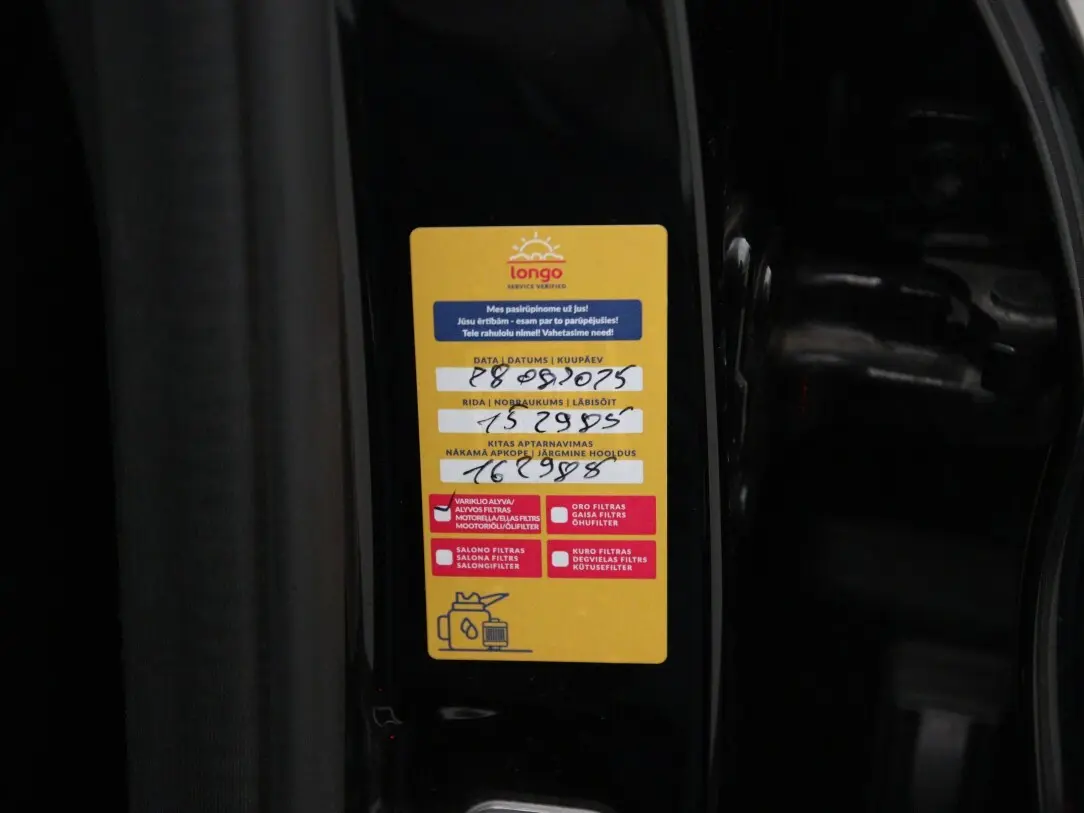 longo
SERVICE VERIFIED
Mes pasirūpinome už Jus!
Jūsu ērtībām - esam par to parūpējušies!
Teie rahulolu nimel! Vahetasime need!
DATA | DATUMS | KUUPÄEV
28 08 2025
RIDA | NOBRAUKUMS | LÄBISÕIT
152985
KITAS APTARNAVIMAS
NĀKAMĀ APKOPE | JÄRGMINE HOOLDUS
162985
VARIKLIO ALYVA/
ALYVOS FILTRAS
MOTOREĻĻA/EĻĻAS FILTRS
MOOTORIÕLI/ÕLIFILTER
ORO FILTRAS
GAISA FILTRS
ÕHUFILTER
SALONO FILTRAS
SALONA FILTRS
SALONGIFILTER
KURO FILTRAS
DEGVIELAS FILTRS
KÜTUSEFILTER